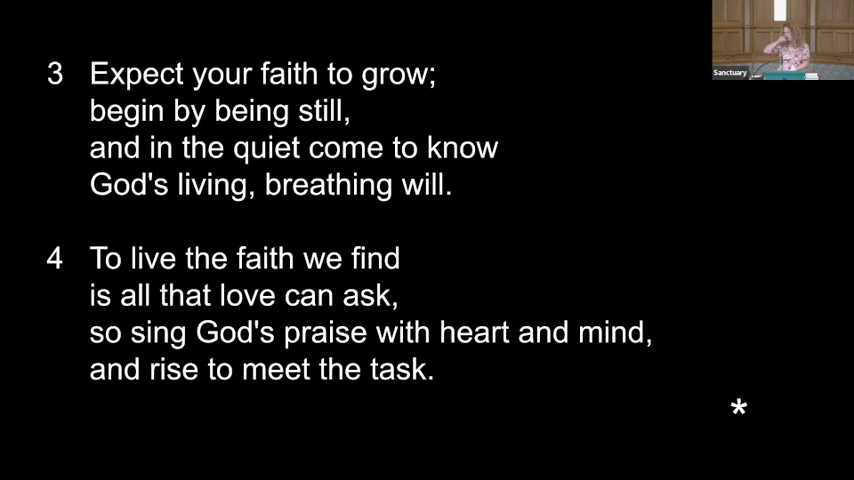 Sanctuary
3 Expect your faith to grow;
begin by being still,
and in the quiet come to know
God's living, breathing will.
4 To live the faith we find
is all that love can ask,
so sing God's praise with heart and mind,
and rise to meet the task.
*